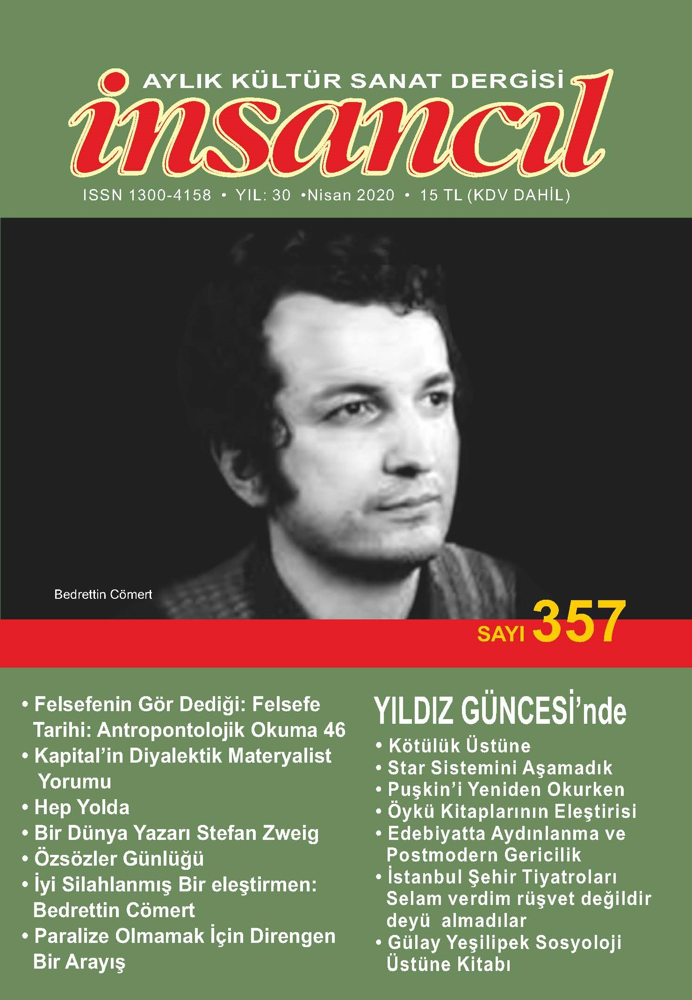 AYLIK KÜLTÜR SANAT DERGİSİ
insancıl
ISSN 1300-4158 • YIL: 30 •Nisan 2020 • 15 TL (KDV DAHİL)
Bedrettin Cömert
SAYI 357
• Felsefenin Gör Dediği: Felsefe
Tarihi: Antropontolojik Okuma 46
• Kapital’in Diyalektik Materyalist
Yorumu
• Hep Yolda
• Bir Dünya Yazarı Stefan Zweig
• Özsözler Günlüğü
• İyi Silahlanmış Bir eleştirmen:
Bedrettin Cömert
• Paralize Olmamak İçin Direngen
Bir Arayış
YILDIZ GÜNCESİ’nde
• Kötülük Üstüne
• Star Sistemini Aşamadık
• Puşkin’i Yeniden Okurken
• Öykü Kitaplarının Eleştirisi
• Edebiyatta Aydınlanma ve
Postmodern Gericilik
• İstanbul Şehir Tiyatroları
Selam verdim rüşvet değildir
deyü almadılar
• Gülay Yeşilipek Sosyoloji
Üstüne Kitabı